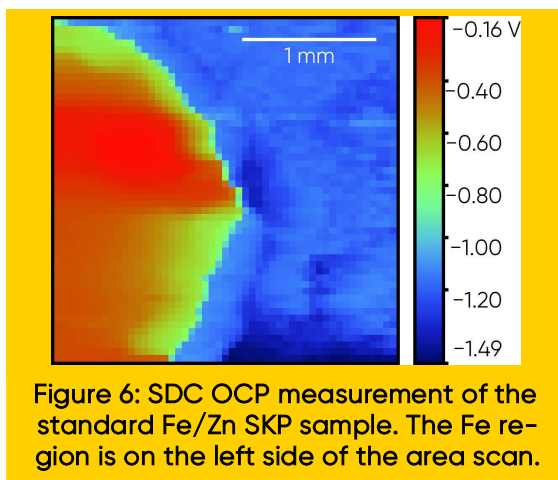 1 mm
−0.16 V
−0.40
−0.60
−0.80
−1.00
−1.20
−1.49
Figure 6: SDC OCP measurement of the
standard Fe/Zn SKP sample. The Fe re-
gion is on the left side of the area scan.